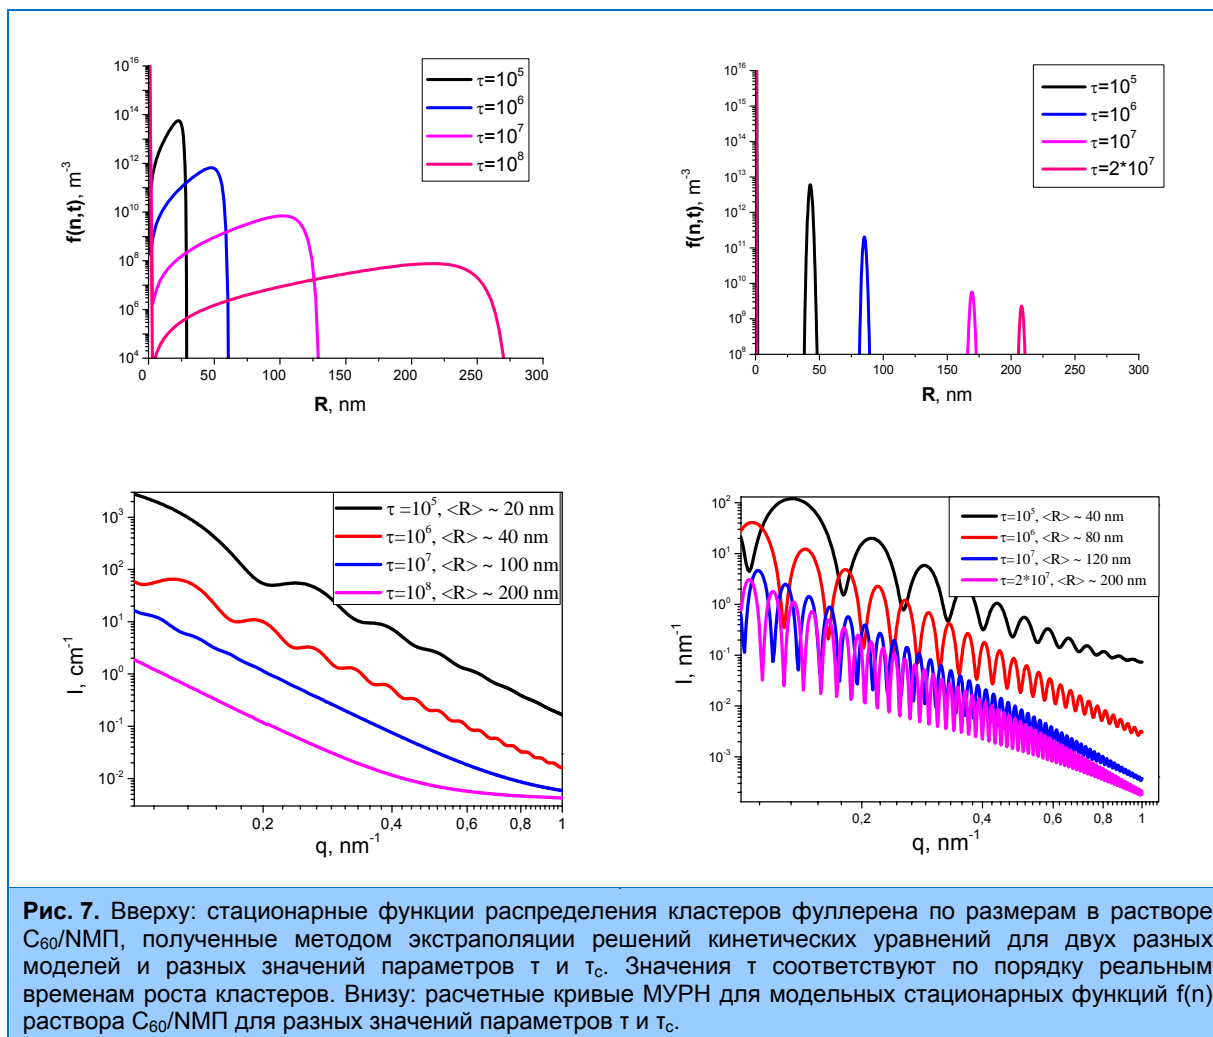 10^16
10^14
10^12
10^10
10^8
10^6
10^4
f(n,t), m^-3
0 50 100 150 200 250 300
R, nm
τ=10^5
τ=10^6
τ=10^7
τ=10^8
10^16
10^15
10^14
10^13
10^12
10^11
10^10
10^9
10^8
f(n,t), m^-3
0 50 100 150 200 250 300
R, nm
τ=10^5
τ=10^6
τ=10^7
τ=2*10^7
10^3
10^2
10^1
10^0
10^-1
10^-2
I, cm^-1
0,2 0,4 0,6 0,8 1
q, nm^-1
τ =10^5, <R> ~ 20 nm
τ=10^6, <R> ~ 40 nm
τ=10^7, <R> ~ 100 nm
τ=10^8, <R> ~ 200 nm
10^2
10^1
10^0
10^-1
10^-2
10^-3
I, nm^-1
0,2 0,4 0,6 0,8 1
q, nm^-1
τ=10^5, <R> ~ 40 nm
τ=10^6, <R> ~ 80 nm
τ=10^7, <R> ~ 120 nm
τ=2*10^7, <R> ~ 200 nm
Рис. 7. Вверху: стационарные функции распределения кластеров фуллерена по размерам в растворе
C₆₀/NМП, полученные методом экстраполяции решений кинетических уравнений для двух разных
моделей и разных значений параметров τ и τc. Значения τ соответствуют по порядку реальным
временам роста кластеров. Внизу: расчетные кривые МУРН для модельных стационарных функций f(n)
раствора C₆₀/NМП для разных значений параметров τ и τc.